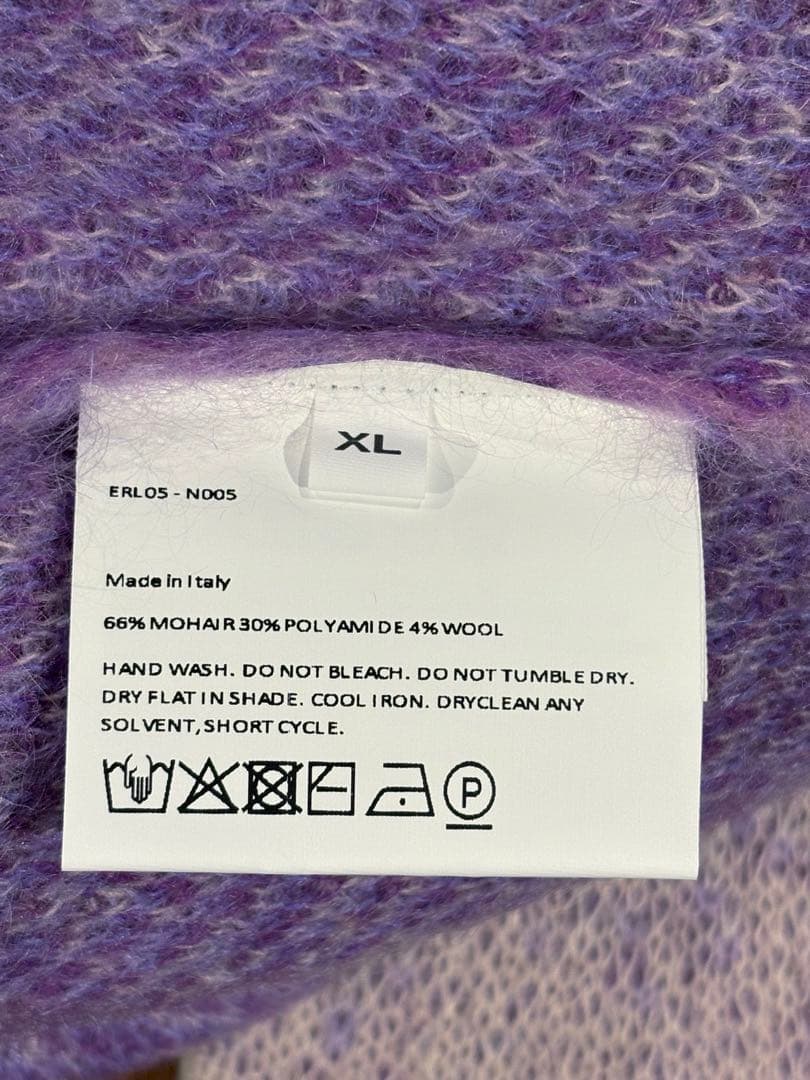 XL
ERL05 - N005
Made in Italy
66% MOHAIR 30% POLYAMIDE 4% WOOL
HAND WASH. DO NOT BLEACH. DO NOT TUMBLE DRY.
DRY FLAT IN SHADE. COOL IRON. DRYCLEAN ANY
SOLVENT, SHORT CYCLE.
P